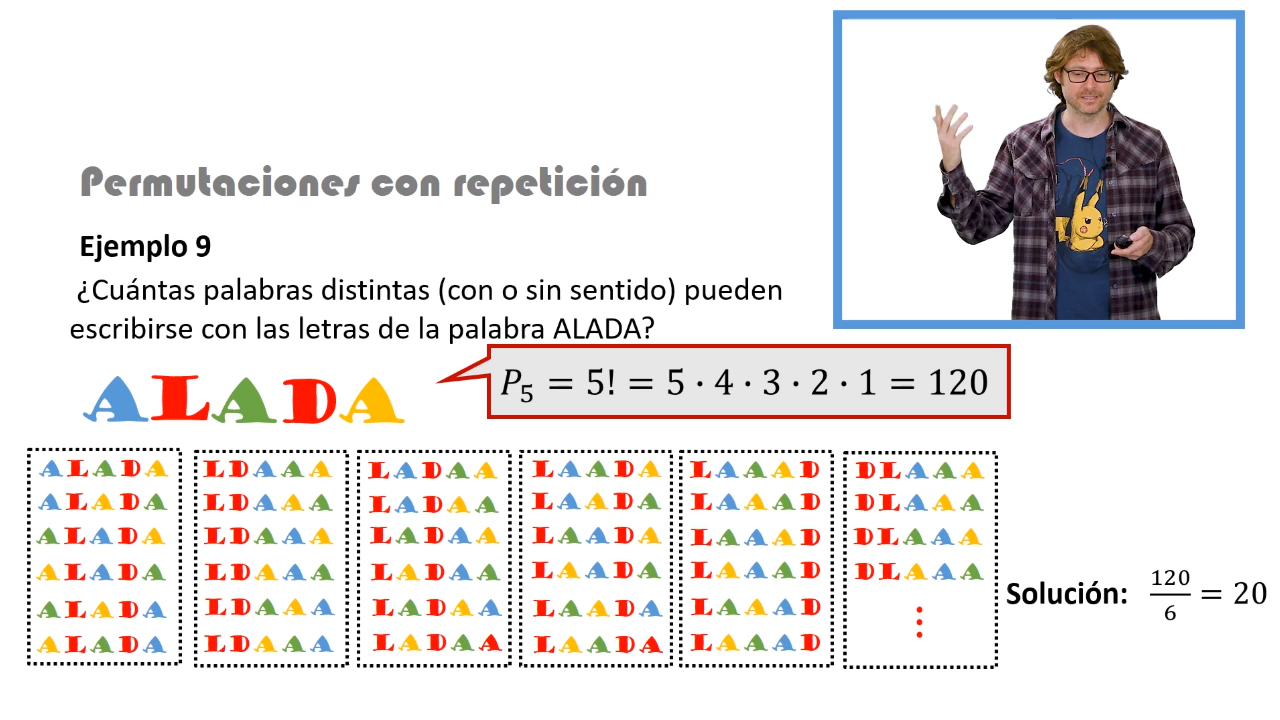 Permutaciones con repetición
Ejemplo 9
¿Cuántas palabras distintas (con o sin sentido) pueden
escribirse con las letras de la palabra ALADA?
ALADA
P₅ = 5! = 5 · 4 · 3 · 2 · 1 = 120
ALADA LDAAA LADAA LAADA LAAAD DLAAA
ALADA LDAAA LADAA LAADA LAAAD DLAAA
ALADA LDAAA LADAA LAADA LAAAD DLAAA
ALADA LDAAA LADAA LAADA LAAAD DLAAA
ALADA LDAAA LADAA LAADA LAAAD
ALADA LDAAA LADAA LAADA LAAAD
⋮
Solución: 120/6 = 20